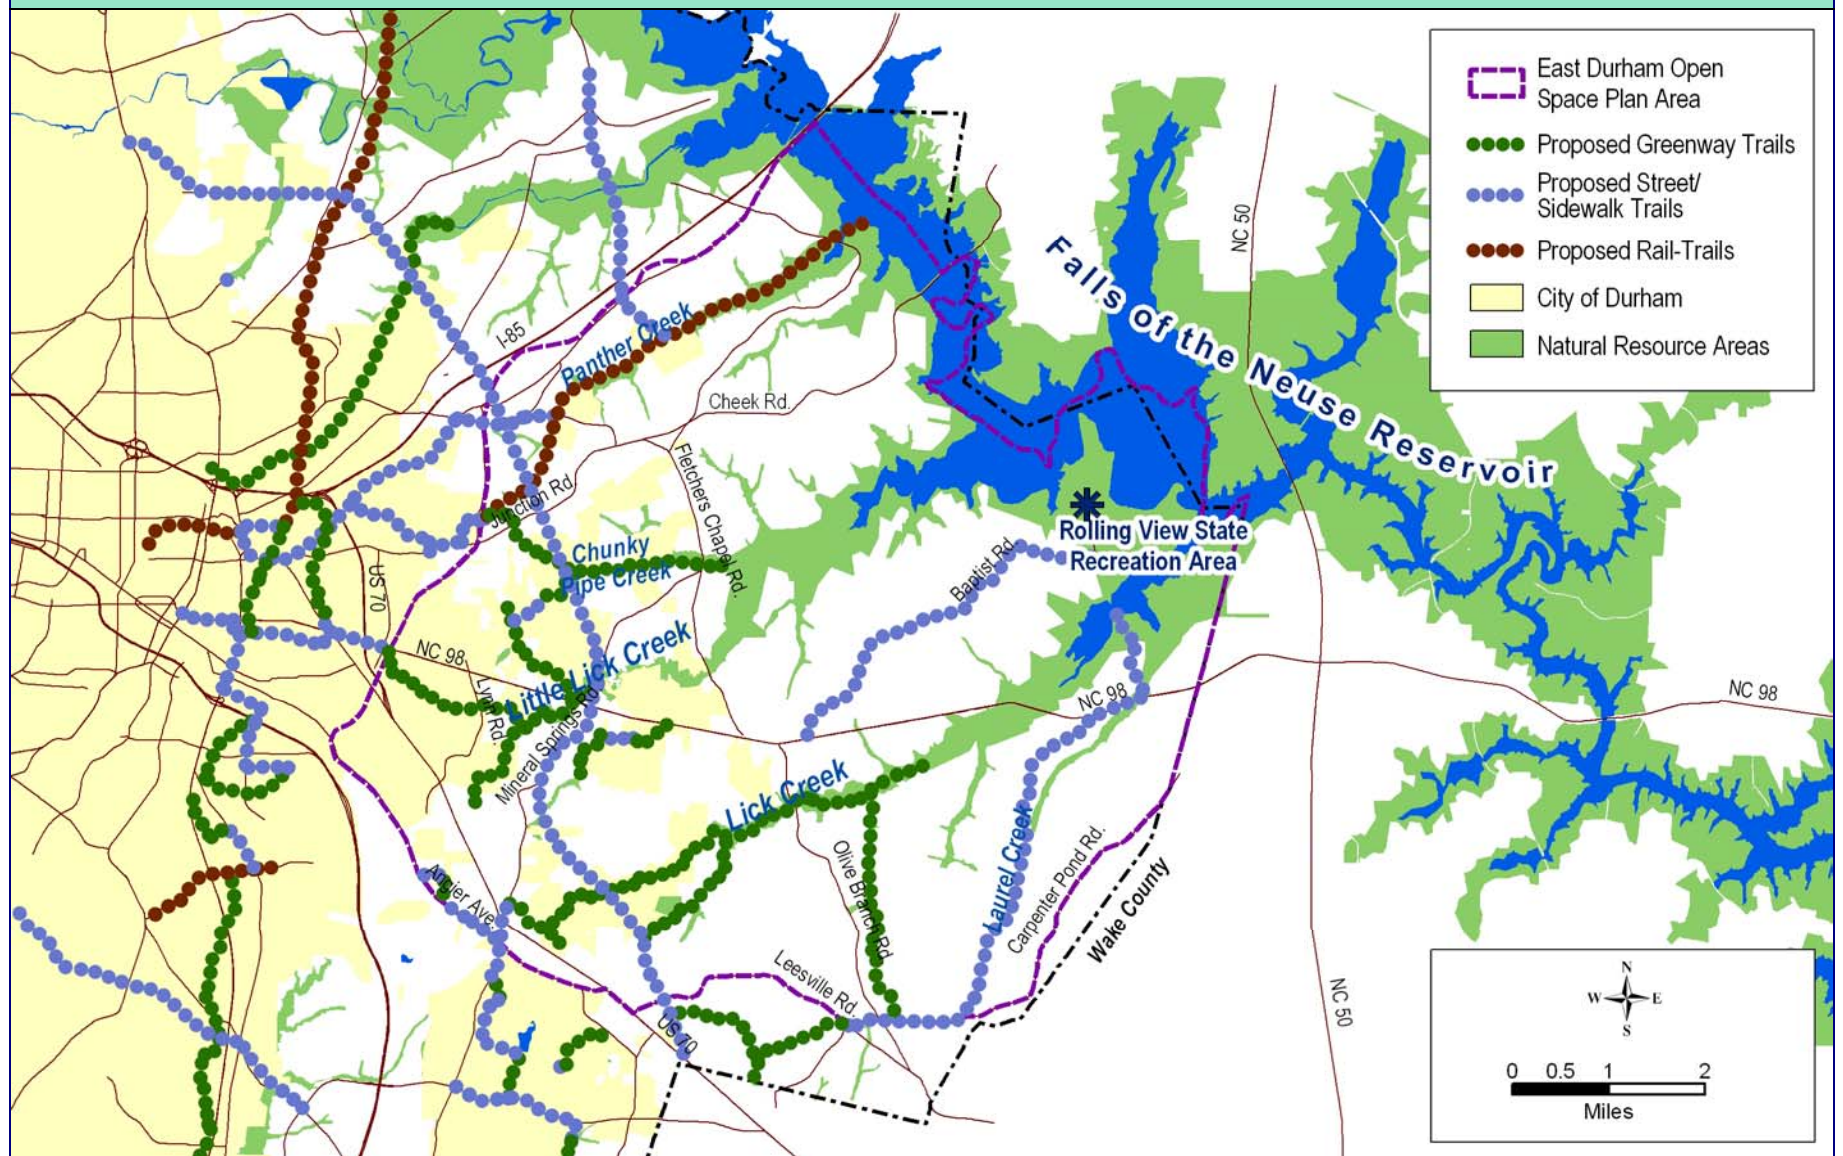 East Durham Open
Space Plan Area
Proposed Greenway Trails
Proposed Street/
Sidewalk Trails
Proposed Rail-Trails
City of Durham
Natural Resource Areas
NC 50
Falls of the Neuse Reservoir
I-85
Panther Creek
Cheek Rd.
Fletchers Chapel Rd.
Junction Rd.
Rolling View State
Recreation Area
Chunky
Pipe Creek
Baptist Rd.
US 70
NC 98
Little Lick Creek
Lynn Rd.
Mineral Springs Rd.
NC 98
NC 98
Lick Creek
Olive Branch Rd.
Laurel Creek
Carpenter Pond Rd.
Wake County
Angier Ave.
Leesville Rd.
US 70
NC 50
N
W E
S
0 0.5 1 2
Miles